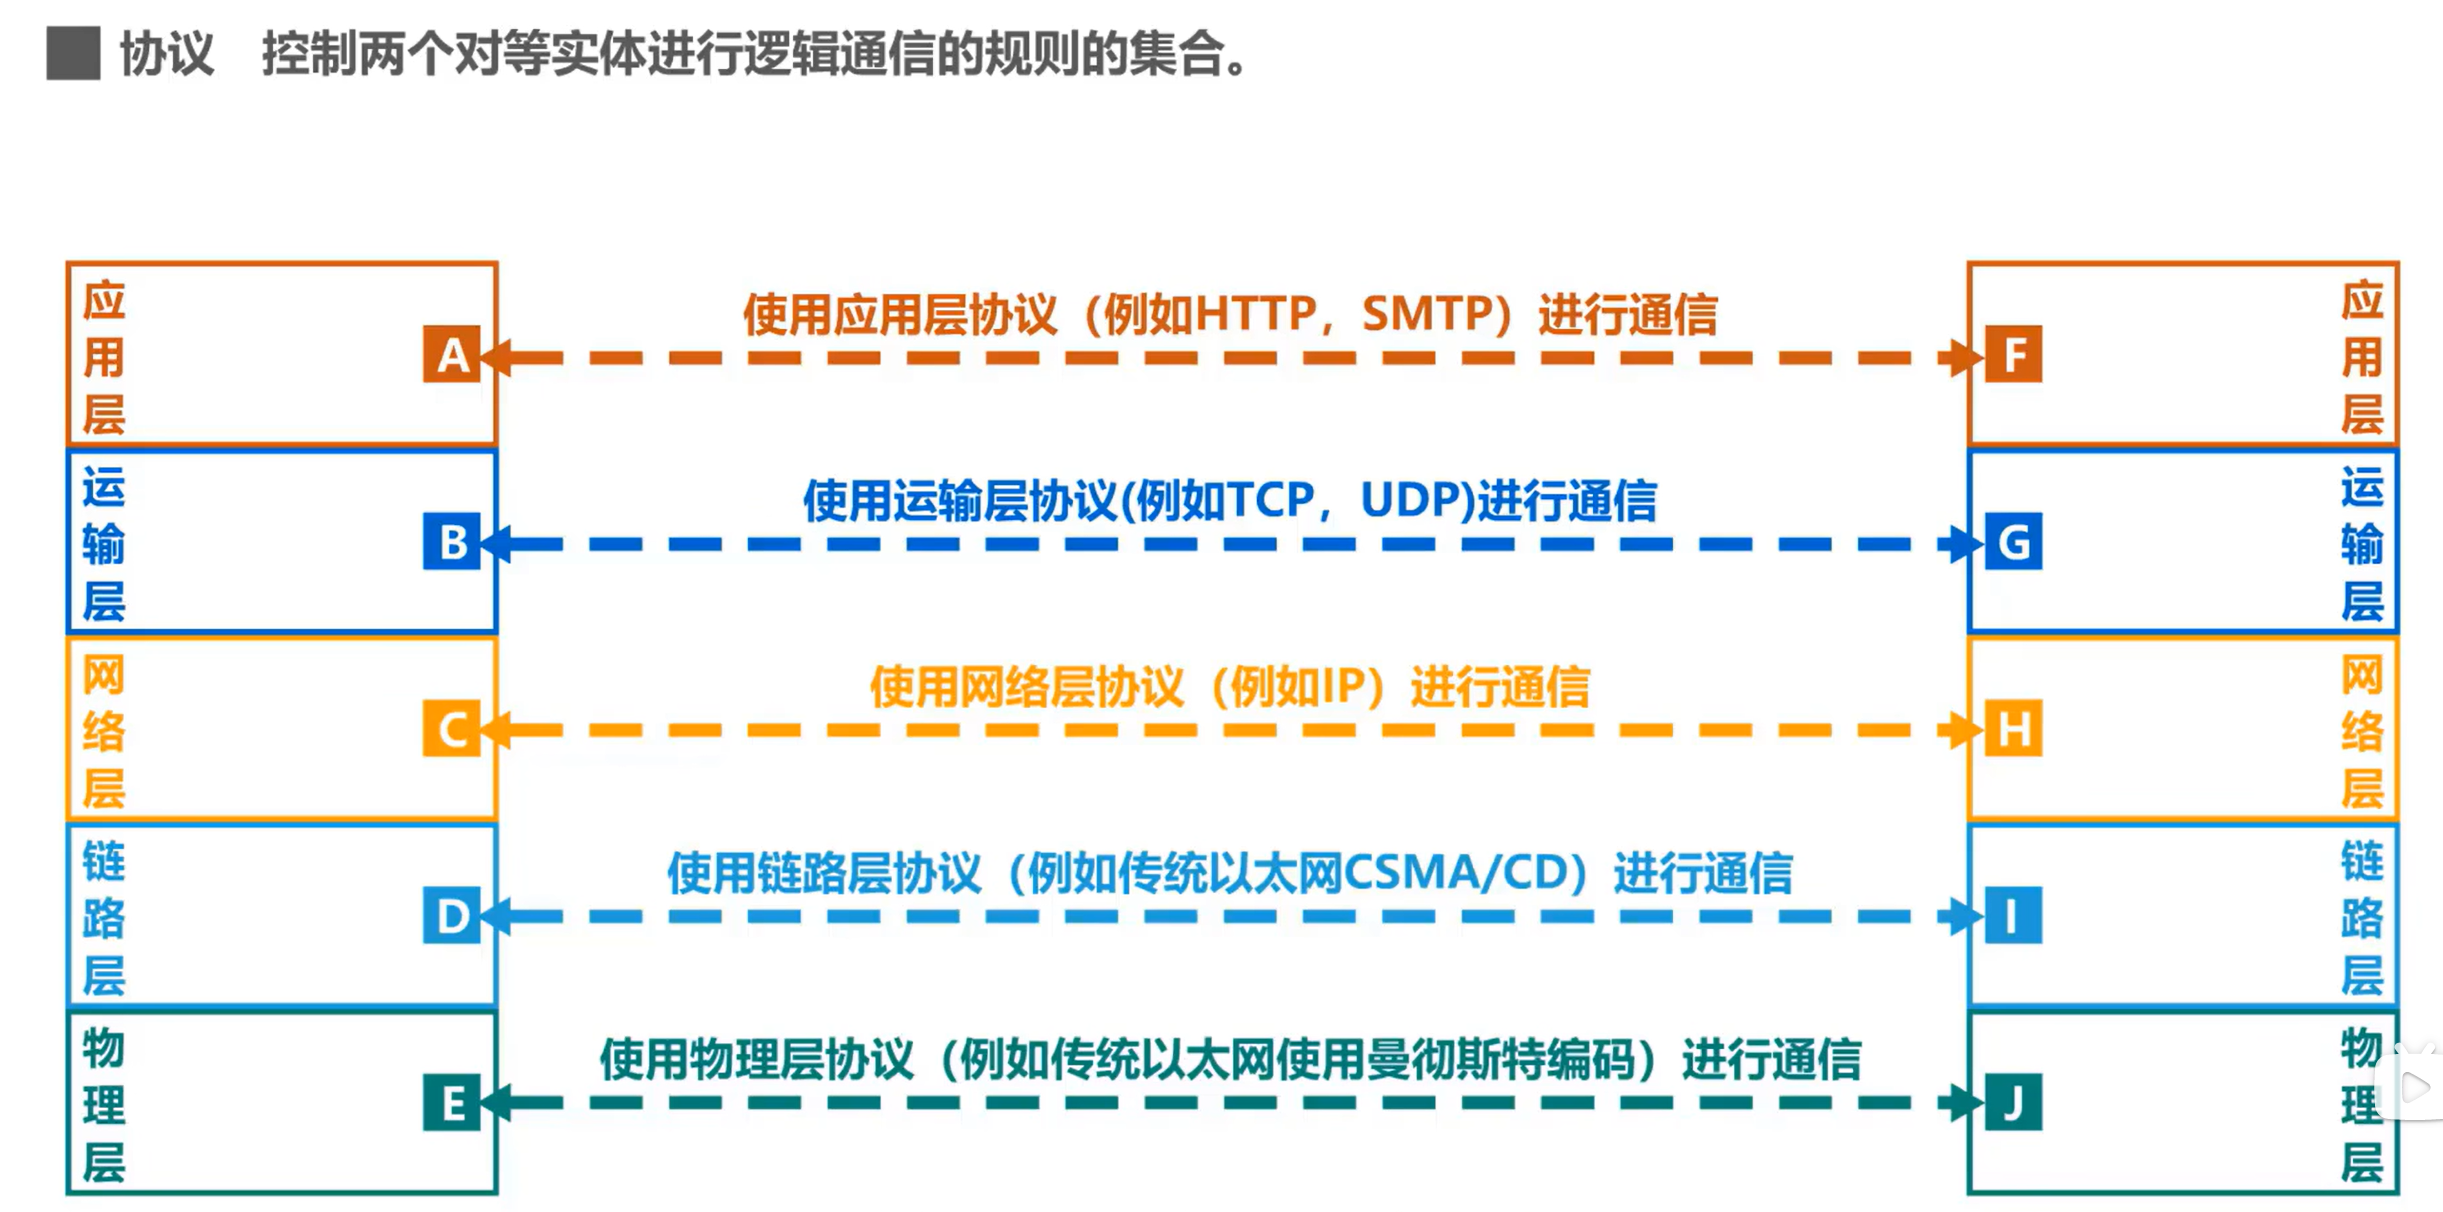 协议 控制两个对等实体进行逻辑通信的规则的集合。
应用层
A
使用应用层协议（例如HTTP，SMTP）进行通信
F
应用层
运输层
B
使用运输层协议(例如TCP，UDP)进行通信
G
运输层
网络层
C
使用网络层协议（例如IP）进行通信
H
网络层
链路层
D
使用链路层协议（例如传统以太网CSMA/CD）进行通信
I
链路层
物理层
E
使用物理层协议（例如传统以太网使用曼彻斯特编码）进行通信
J
物理层